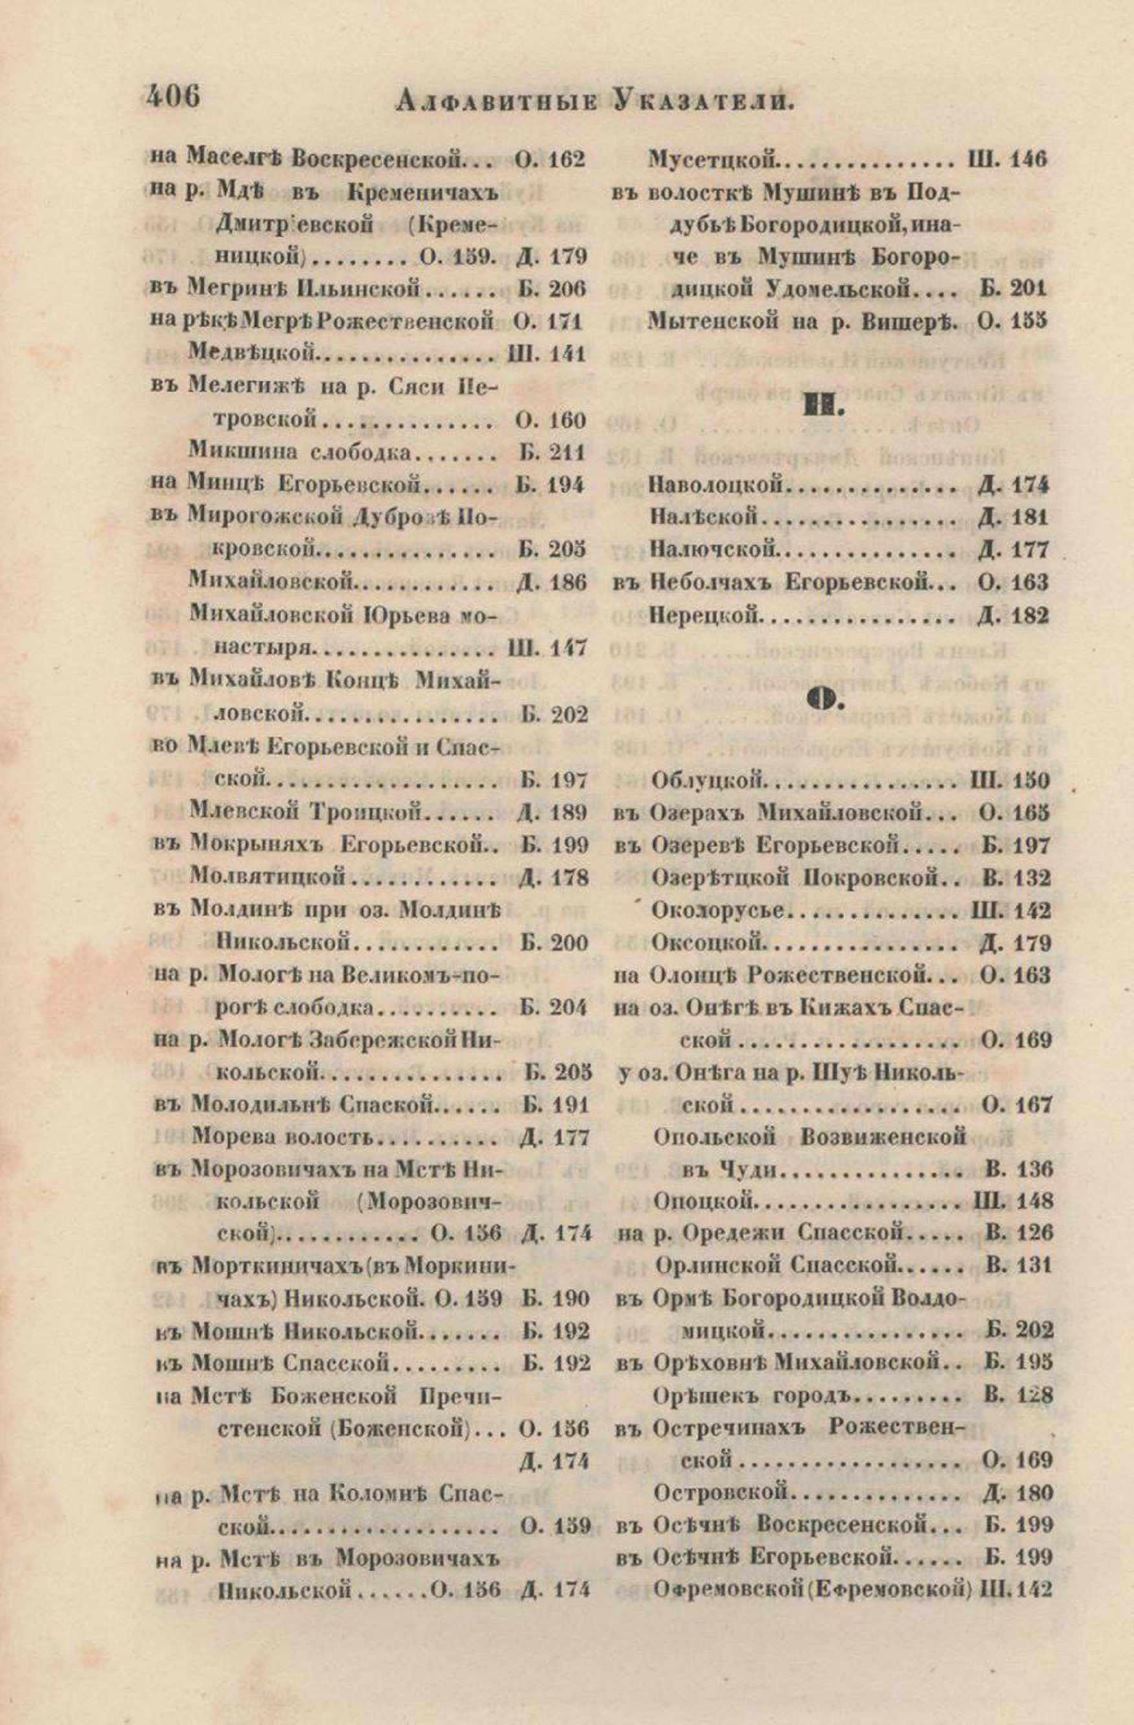 406
Алфавитные Указатели.
на Маселгѣ Воскресенской... О. 162
на р. Мдѣ въ Кременичахъ
Дмитріевской (Креме-
ницкой)........ О. 159. Д. 179
въ Мегринѣ Ильинской...... Б. 206
на рѣкѣ Мегрѣ Рожественской О. 171
Медвѣцкой............... Ш. 141
въ Мелегижѣ на р. Сяси Пе-
тровской.............. О. 160
Микшина слободка....... Б. 211
на Минцѣ Егорьевской...... Б. 194
въ Мирогожской Дубровѣ По-
кровской............... Б. 205
Михайловской............ Д. 186
Михайловской Юрьева мо-
настыря............... Ш. 147
въ Михайловѣ Концѣ Михай-
ловской................ Б. 202
во Млевѣ Егорьевской и Спас-
ской................... Б. 197
Млевской Троицкой...... Д. 189
въ Мокрыняхъ Егорьевской.. Б. 199
Молвятицкой............ Д. 178
въ Молдинѣ при оз. Молдинѣ
Никольской............ Б. 200
на р. Мологѣ на Великомъ-по-
рогѣ слободка.......... Б. 204
на р. Мологѣ Забережской Ни-
кольской............... Б. 205
въ Молодильнѣ Спаской...... Б. 191
Морева волость.......... Д. 177
въ Морозовичахъ на Мстѣ Ни-
кольской (Морозович-
ской)............ О. 156 Д. 174
въ Морткиничахъ (въ Моркини-
чахъ) Никольской. О. 159 Б. 190
въ Мошнѣ Никольской....... Б. 192
въ Мошнѣ Спасской......... Б. 192
на Мстѣ Боженской Пречи-
стенской (Боженской)... О. 156
Д. 174
на р. Мстѣ на Коломнѣ Спас-
ской................... О. 159
на р. Мстѣ въ Морозовичахъ
Никольской...... О. 156 Д. 174
Мусетцкой............... Ш. 146
въ волосткѣ Мушинѣ въ Под-
дубьѣ Богородицкой, ина-
че въ Мушинѣ Богоро-
дицкой Удомельской.... Б. 201
Мытенской на р. Вишерѣ. О. 155
Н.
Наволоцкой.............. Д. 174
Налѣской................ Д. 181
Налючской............... Д. 177
въ Неболчахъ Егорьевской... О. 163
Нерецкой................ Д. 182
О.
Облуцкой................ Ш. 150
въ Озерахъ Михайловской... О. 165
въ Озеревѣ Егорьевской..... Б. 197
Озерѣтцкой Покровской.. В. 132
Околорусье.............. Ш. 142
Оксоцкой................ Д. 179
на Олонцѣ Рожественской... О. 163
на оз. Онѣгѣ въ Кижахъ Спас-
ской.................. О. 169
у оз. Онѣга на р. Шуѣ Николь-
ской.................. О. 167
Опольской Возвиженской
въ Чуди............... В. 136
Опоцкой................. Ш. 148
на р. Оредежи Спасской..... В. 126
Орлинской Спасской...... В. 131
въ Ормѣ Богородицкой Волдо-
мицкой................ Б. 202
въ Орѣховнѣ Михайловской.. Б. 195
Орѣшекъ городъ......... В. 128
въ Остречинахъ Рожествен-
ской.................. О. 169
Островской.............. Д. 180
въ Осѣчнѣ Воскресенской... Б. 199
въ Осѣчнѣ Егорьевской...... Б. 199
Офремовской (Ефремовской) Ш. 142